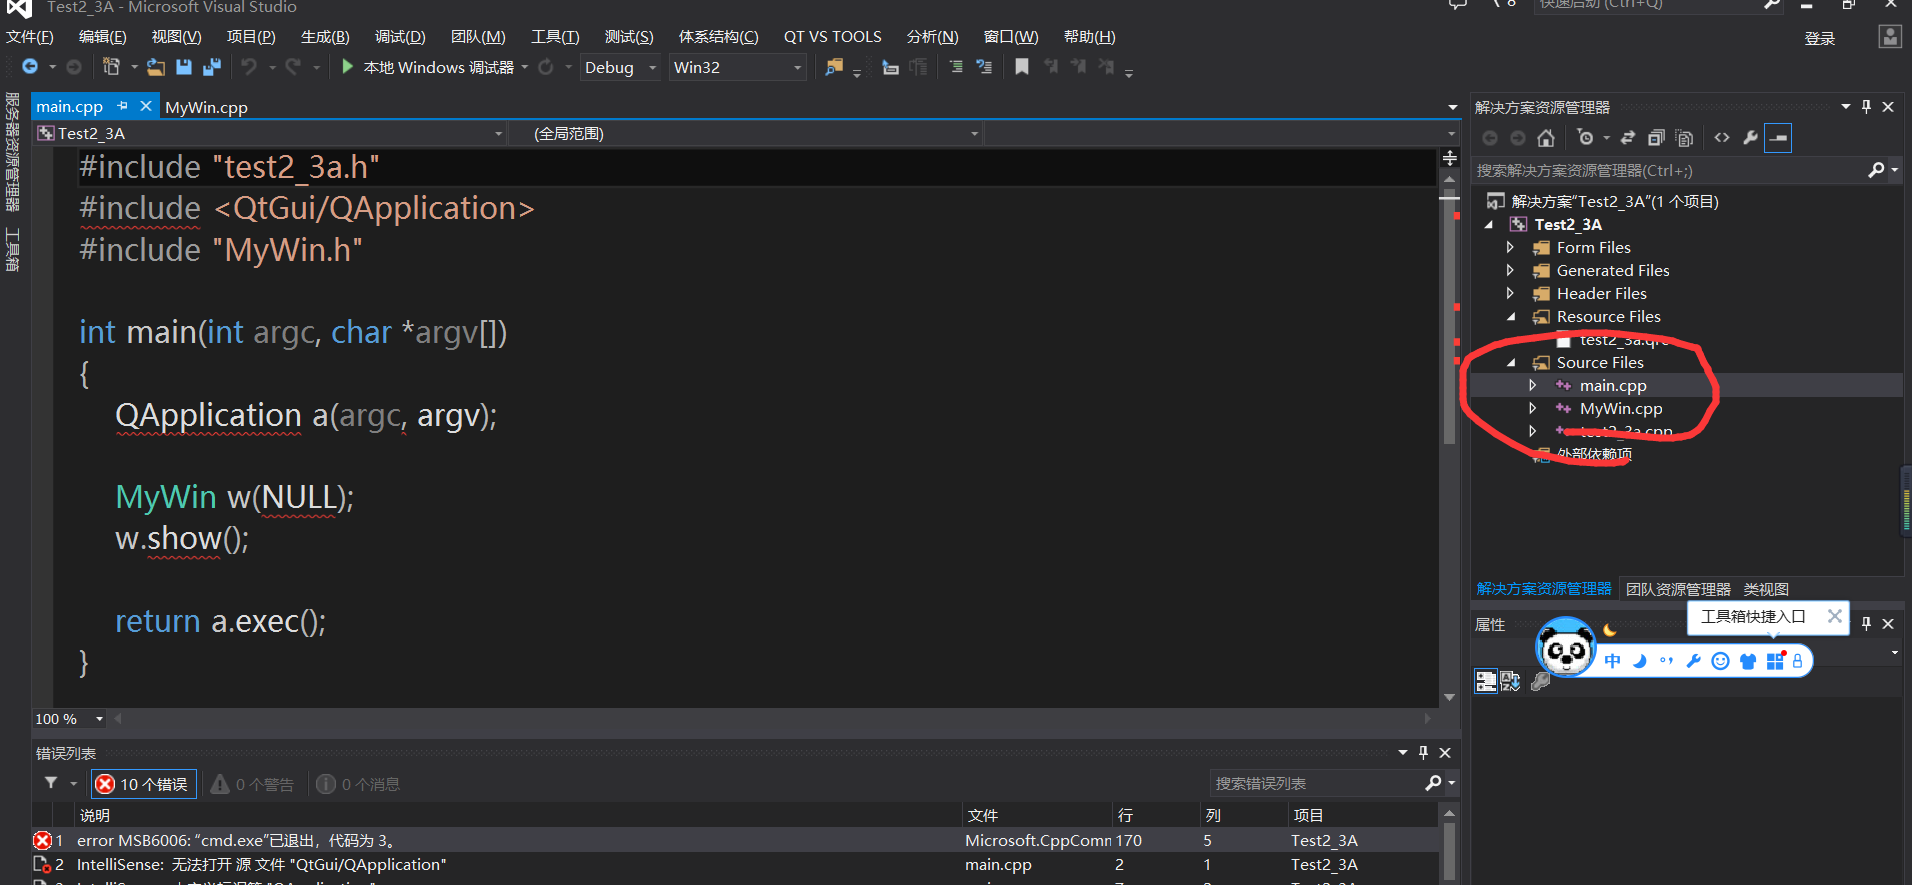 Test2_3A - Microsoft Visual Studio
快速启动 (Ctrl+Q)
文件(F) 编辑(E) 视图(V) 项目(P) 生成(B) 调试(D) 团队(M) 工具(T) 测试(S) 体系结构(C) QT VS TOOLS 分析(N) 窗口(W) 帮助(H) 登录
本地 Windows 调试器 Debug Win32
服务器资源管理器
工具箱
main.cpp MyWin.cpp
Test2_3A (全局范围)
#include "test2_3a.h"
#include <QtGui/QApplication>
#include "MyWin.h"
int main(int argc, char *argv[])
{
QApplication a(argc, argv);
MyWin w(NULL);
w.show();
return a.exec();
}
100 %
解决方案资源管理器
搜索解决方案资源管理器(Ctrl+;)
解决方案"Test2_3A"(1 个项目)
Test2_3A
Form Files
Generated Files
Header Files
Resource Files
test2_3a.qrc
Source Files
main.cpp
MyWin.cpp
test2_3a.cpp
外部依赖项
解决方案资源管理器 团队资源管理器 类视图
工具箱快捷入口
属性
中
错误列表
10 个错误 0 个警告 0 个消息
搜索错误列表
说明 文件 行 列 项目
1 error MSB6006: “cmd.exe”已退出，代码为 3。 Microsoft.CppComm 170 5 Test2_3A
2 IntelliSense: 无法打开 源 文件 "QtGui/QApplication" main.cpp 2 1 Test2_3A